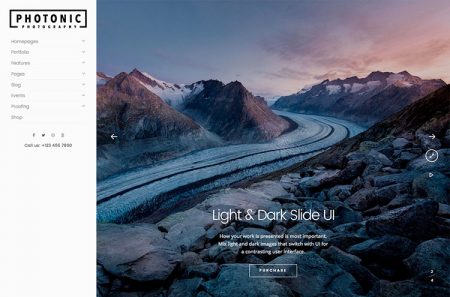 PHOTONIC
PHOTOGRAPHY
Homepages
Portfolio
Features
Pages
Blog
Events
Proofing
Shop
Call us: +123 456 7890
Light & Dark Slide UI
How your work is presented is most important.
Mix light and dark images that switch with UI for
a contrasting user interface.
PURCHASE
2
4